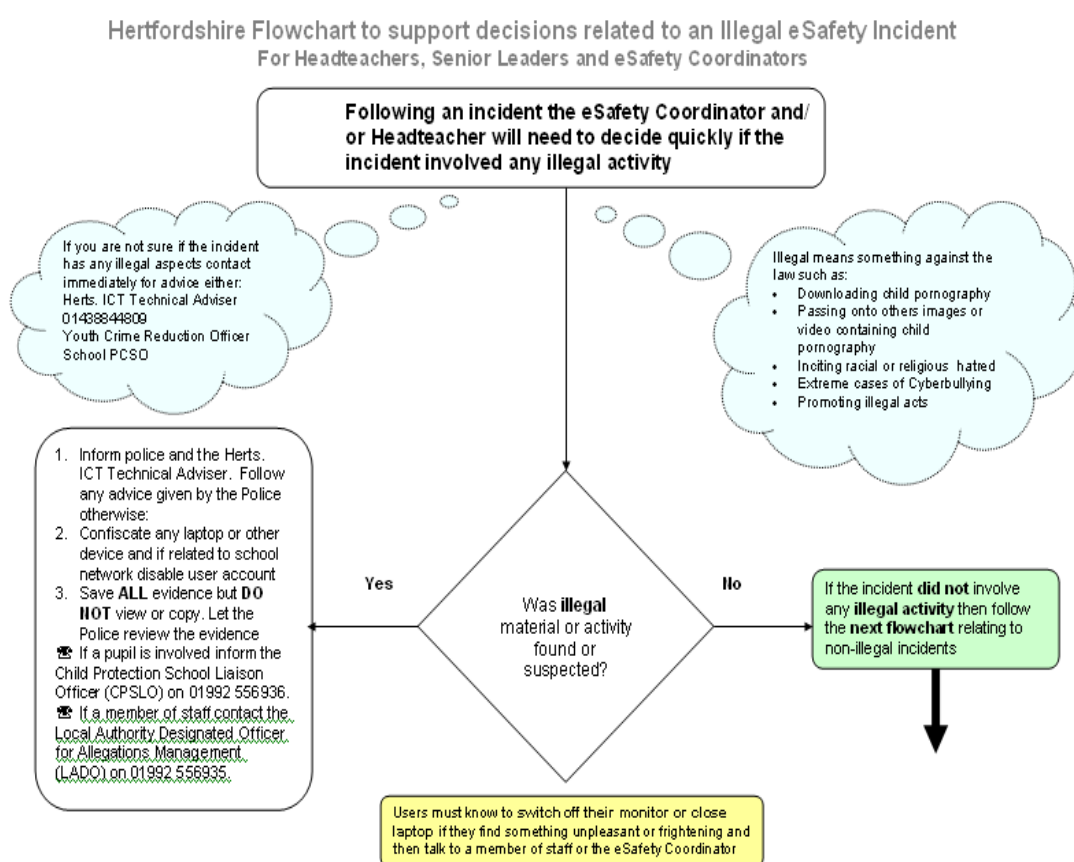 Hertfordshire Flowchart to support decisions related to an Illegal eSafety Incident
For Headteachers, Senior Leaders and eSafety Coordinators
Following an incident the eSafety Coordinator and/
or Headteacher will need to decide quickly if the
incident involved any illegal activity
If you are not sure if the incident
has any illegal aspects contact
immediately for advice either:
Herts. ICT Technical Adviser
01438844809
Youth Crime Reduction Officer
School PCSO
Illegal means something against the
law such as:
• Downloading child pornography
• Passing onto others images or
video containing child
pornography
• Inciting racial or religious hatred
• Extreme cases of Cyberbullying
• Promoting illegal acts
1. Inform police and the Herts.
ICT Technical Adviser. Follow
any advice given by the Police
otherwise:
2. Confiscate any laptop or other
device and if related to school
network disable user account
3. Save ALL evidence but DO
NOT view or copy. Let the
Police review the evidence
☎ If a pupil is involved inform the
Child Protection School Liaison
Officer (CPSLO) on 01992 556936.
☎ If a member of staff contact the
Local Authority Designated Officer
for Allegations Management
(LADO) on 01992 556935.
Yes
Was illegal
material or activity
found or
suspected?
No
If the incident did not involve
any illegal activity then follow
the next flowchart relating to
non-illegal incidents
Users must know to switch off their monitor or close
laptop if they find something unpleasant or frightening and
then talk to a member of staff or the eSafety Coordinator